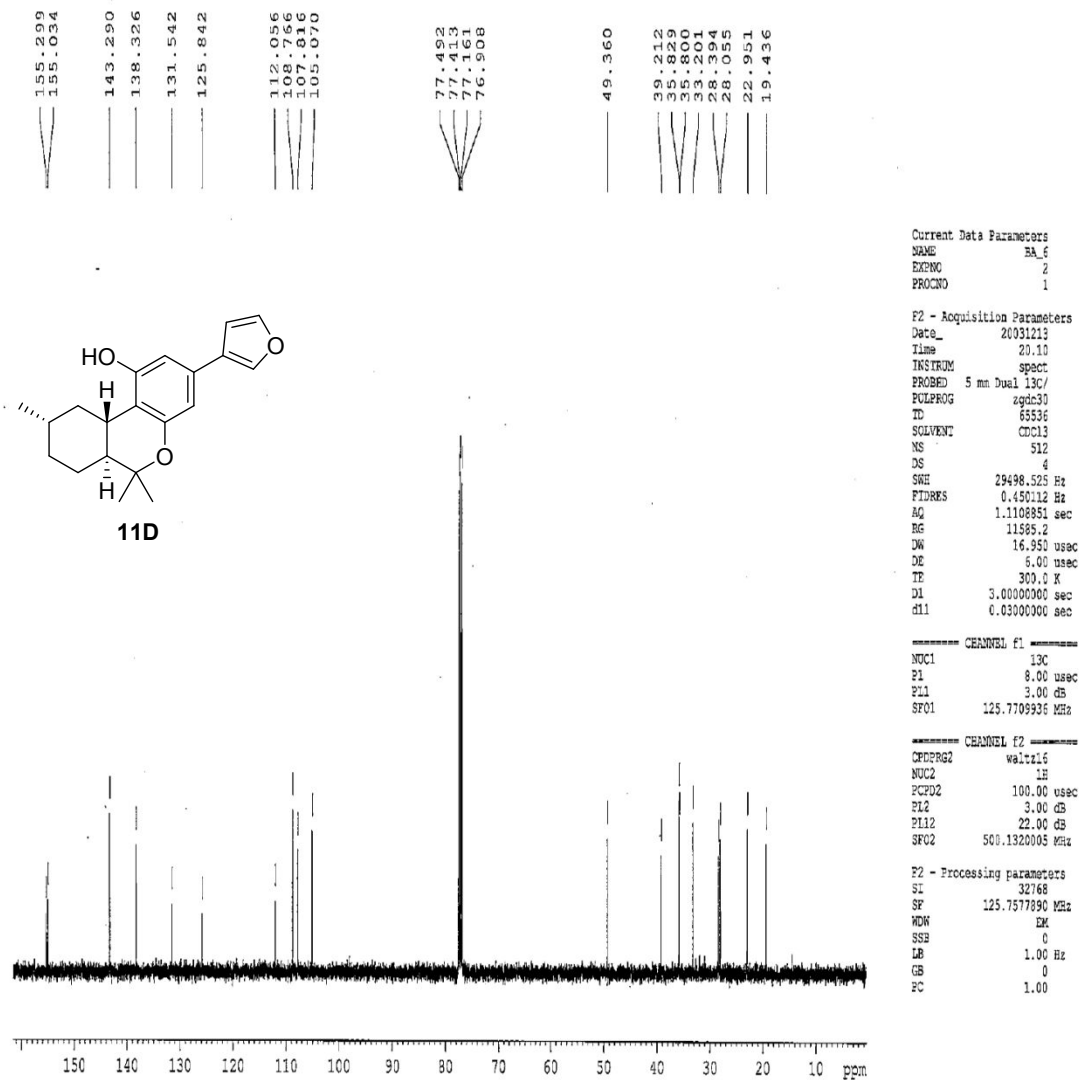 155.299
155.034
143.290
138.326
131.542
125.842
112.056
108.766
107.816
105.070
77.492
77.413
77.161
76.908
49.360
39.212
35.829
35.800
33.201
28.394
28.055
22.951
19.436
HO
H
O
O
H
11D
Current Data Parameters
NAME BA_6
EXPNO 2
PROCNO 1
F2 - Acquisition Parameters
Date_ 20031213
Time 20.10
INSTRUM spect
PROBHD 5 mm Dual 13C/
PULPROG zgdc30
TD 65536
SOLVENT CDCl3
NS 512
DS 4
SWH 29498.525 Hz
FIDRES 0.450112 Hz
AQ 1.1108851 sec
RG 11585.2
DW 16.950 usec
DE 6.00 usec
TE 300.0 K
D1 3.00000000 sec
d11 0.03000000 sec
======== CHANNEL f1 ========
NUC1 13C
P1 8.00 usec
PL1 3.00 dB
SFO1 125.7709936 MHz
======== CHANNEL f2 ========
CPDPRG2 waltz16
NUC2 1H
PCPD2 100.00 usec
PL2 3.00 dB
PL12 22.00 dB
SFO2 500.1320005 MHz
F2 - Processing parameters
SI 32768
SF 125.7577890 MHz
WDW EM
SSB 0
LB 1.00 Hz
GB 0
PC 1.00
150 140 130 120 110 100 90 80 70 60 50 40 30 20 10 ppm